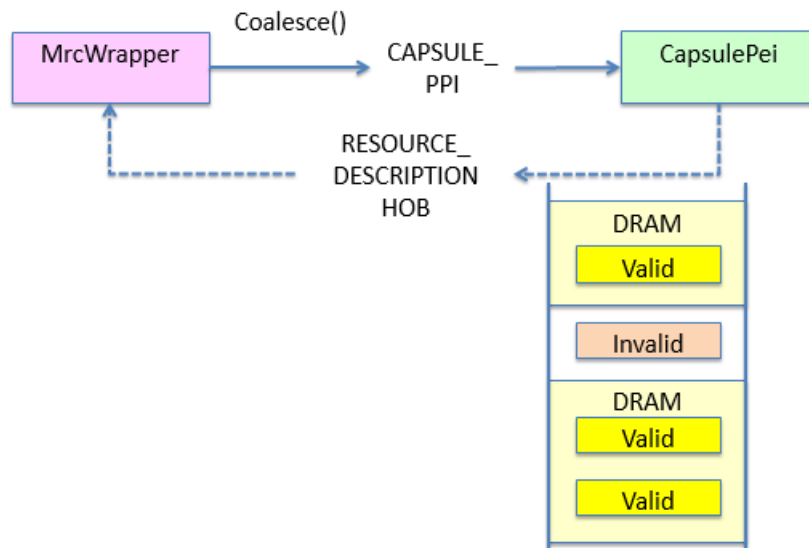 Coalesce()
MrcWrapper
CAPSULE_
PPI
CapsulePei
RESOURCE_
DESCRIPTION
HOB
DRAM
Valid
Invalid
DRAM
Valid
Valid